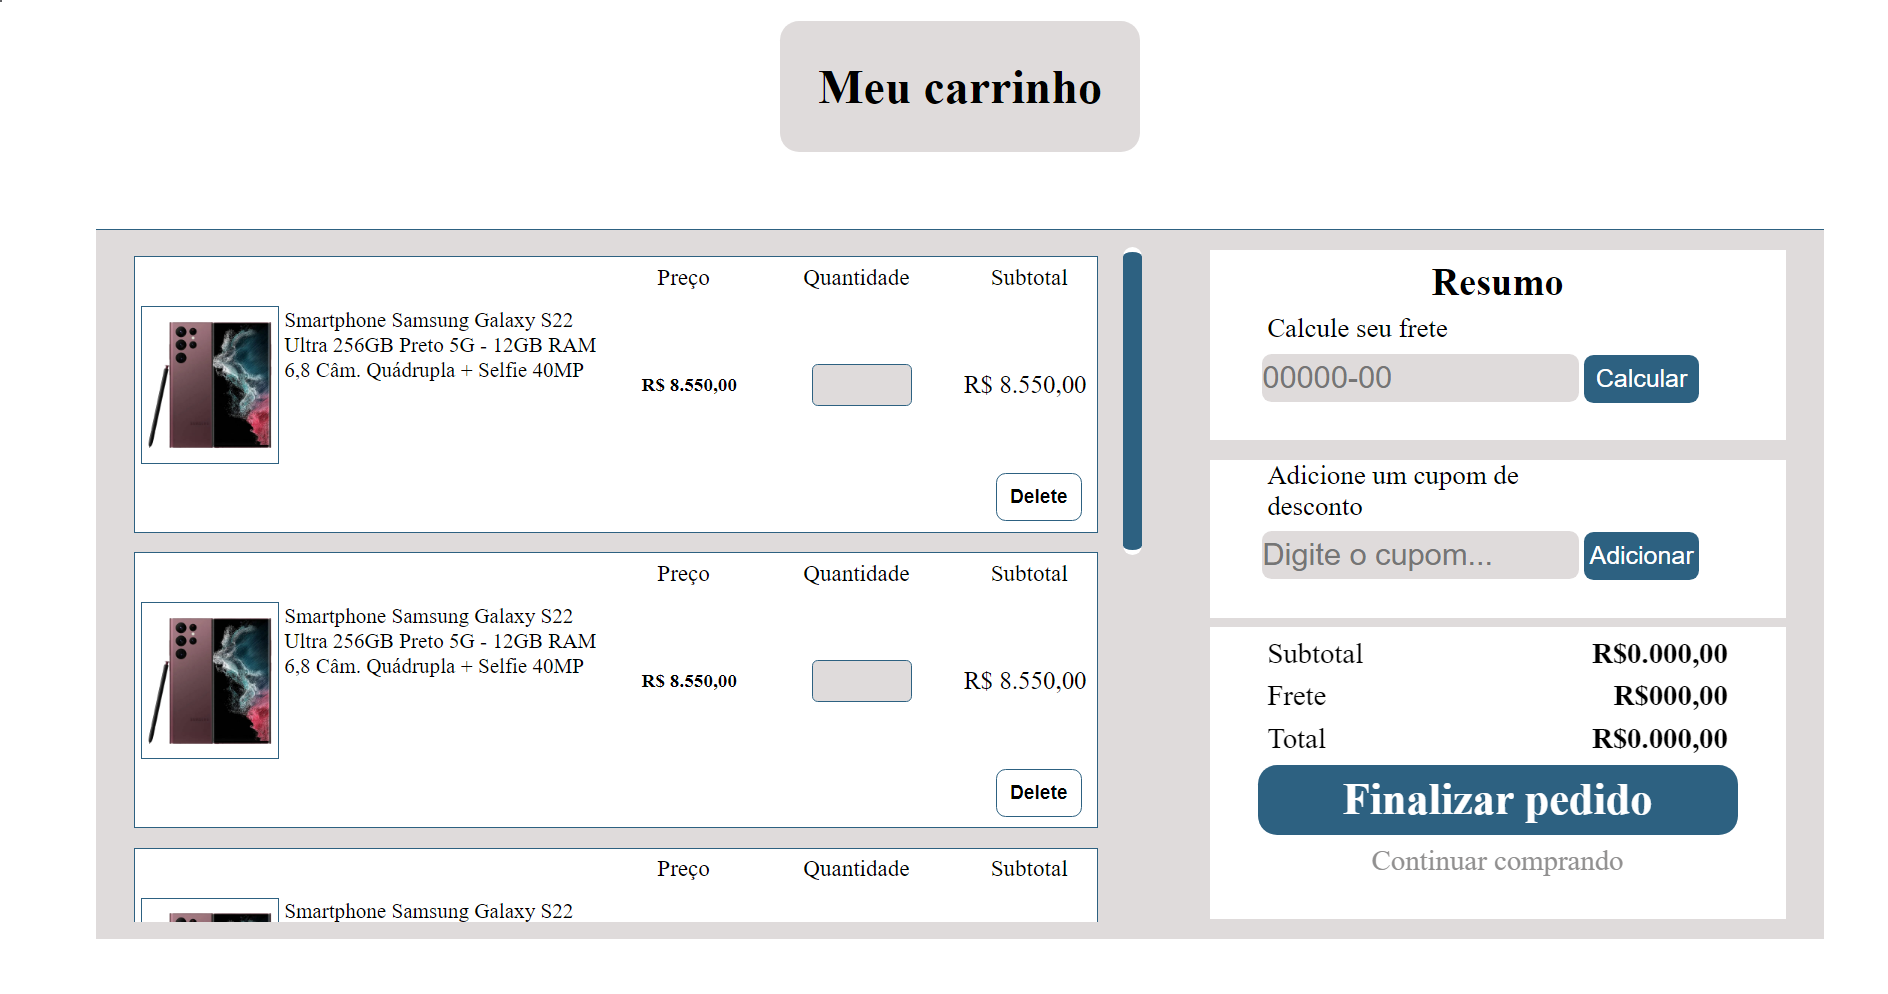 Meu carrinho
Preço Quantidade Subtotal
Smartphone Samsung Galaxy S22
Ultra 256GB Preto 5G - 12GB RAM
6,8 Câm. Quádrupla + Selfie 40MP
R$ 8.550,00 R$ 8.550,00
Delete
Preço Quantidade Subtotal
Smartphone Samsung Galaxy S22
Ultra 256GB Preto 5G - 12GB RAM
6,8 Câm. Quádrupla + Selfie 40MP
R$ 8.550,00 R$ 8.550,00
Delete
Preço Quantidade Subtotal
Smartphone Samsung Galaxy S22
Resumo
Calcule seu frete
00000-00 Calcular
Adicione um cupom de
desconto
Digite o cupom... Adicionar
Subtotal R$0.000,00
Frete R$000,00
Total R$0.000,00
Finalizar pedido
Continuar comprando